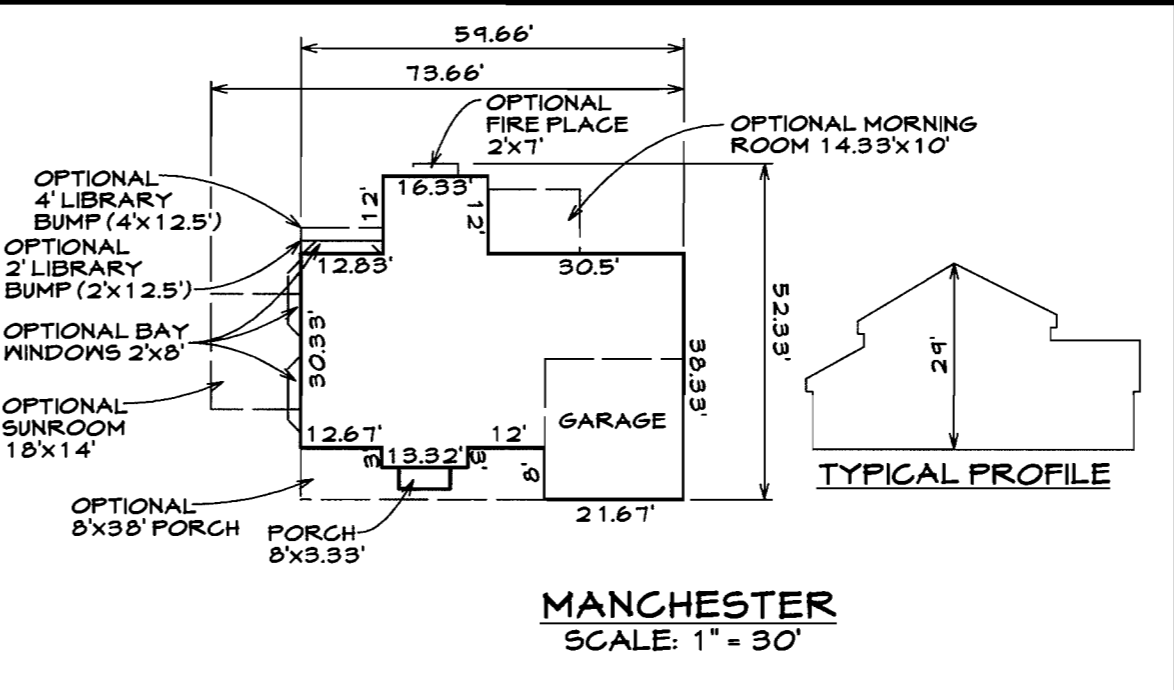 59.66'
73.66'
OPTIONAL
FIRE PLACE
2'x7'
OPTIONAL MORNING
ROOM 14.33'x10'
OPTIONAL
4' LIBRARY
BUMP (4'x12.5')
OPTIONAL
2' LIBRARY
BUMP (2'x12.5')
OPTIONAL BAY
WINDOWS 2'x8'
OPTIONAL
SUNROOM
18'x14'
16.33'
12'
12'
12.83'
30.5'
30.33'
52.33'
38.33'
GARAGE
12.67'
3'
13.32'
3'
12'
8'
21.67'
OPTIONAL
8'x38' PORCH
PORCH
8'x3.33'
29'
TYPICAL PROFILE
MANCHESTER
SCALE: 1" = 30'